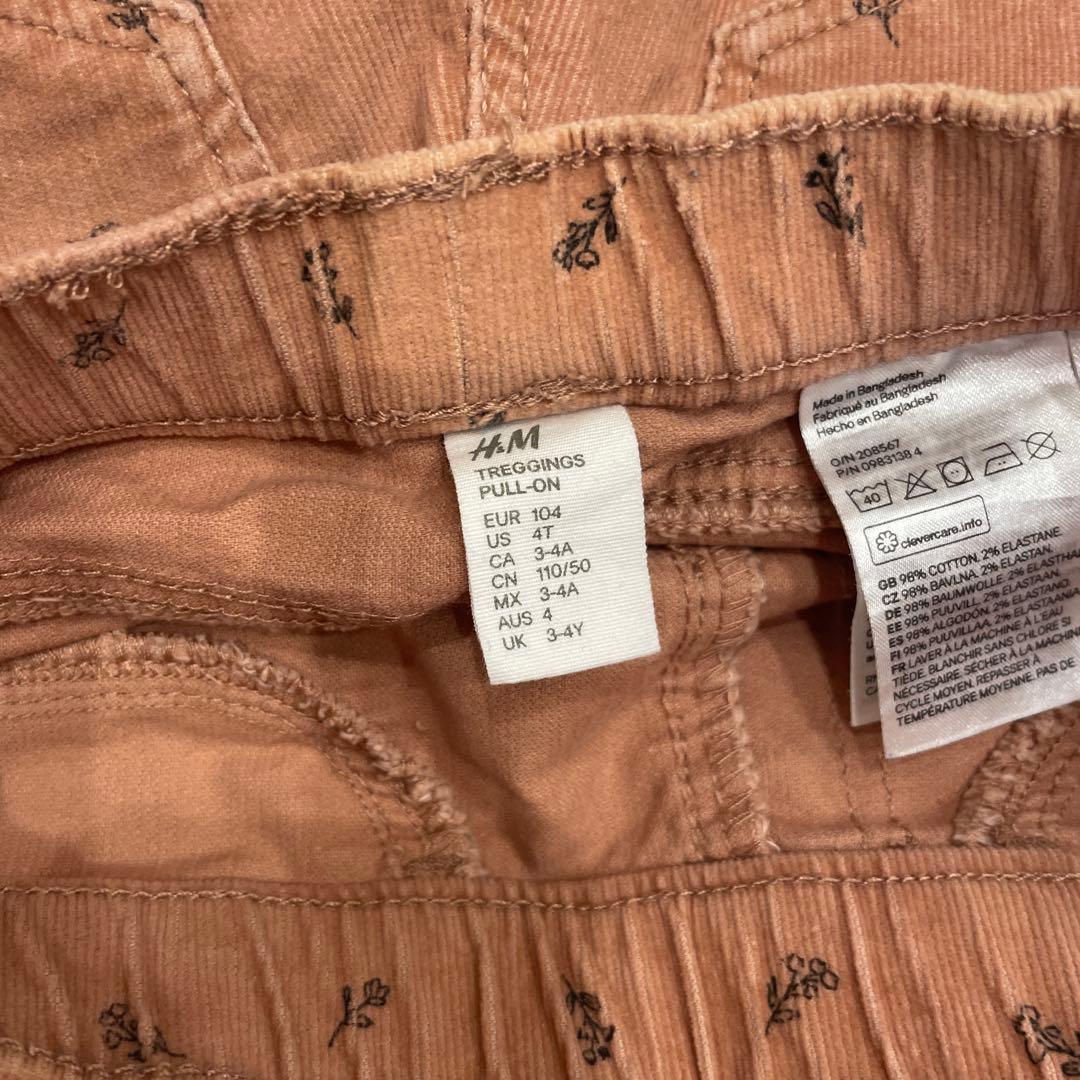 H&M
TREGGINGS
PULL-ON
EUR 104
US 4T
CA 3-4A
CN 110/50
MX 3-4A
AUS 4
UK 3-4Y
Made in Bangladesh
Fabriqué au Bangladesh
Hecho en Bangladesh
O/N 208567
P/N 0983138 4
40
clevercare.info
GB 98% COTTON. 2% ELASTANE
CZ 98% BAVLNA. 2% ELASTAN.
DE 98% BAUMWOLLE. 2% ELASTHA
EE 98% PUUVILL. 2% ELASTAAN.
ES 98% ALGODÓN. 2% ELASTANO.
FI 98% PUUVILLAA. 2% ELASTAANIA
FR LAVER À LA MACHINE À L'EAU
TIÈDE. BLANCHIR SANS CHLORE SI
NÉCESSAIRE. SÉCHER À LA MACHINE
CYCLE MOYEN. REPASSER À
TEMPÉRATURE MOYENNE. PAS DE